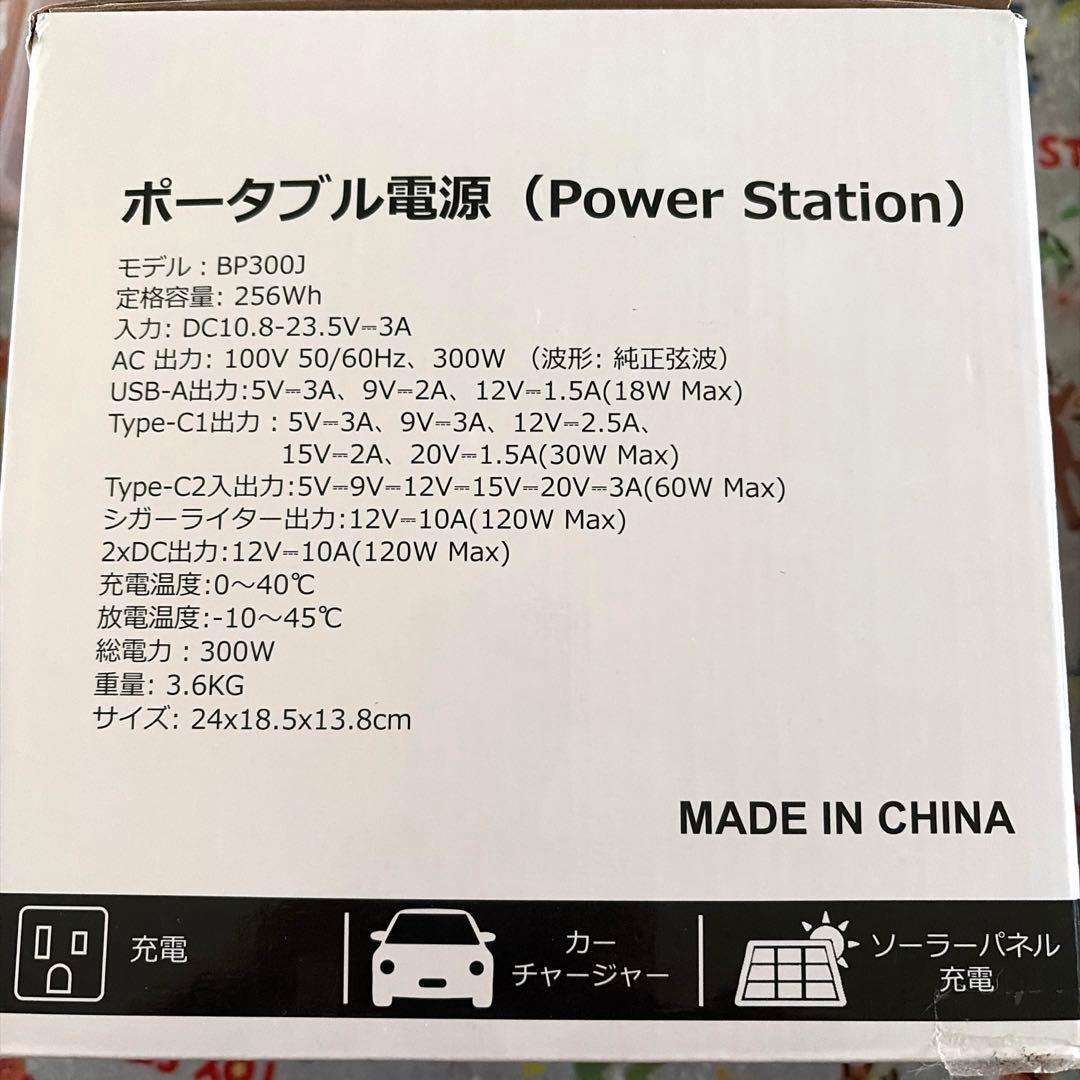 ポータブル電源（Power Station）
モデル：BP300J
定格容量: 256Wh
入力: DC10.8-23.5V⎓3A
AC 出力: 100V 50/60Hz、300W （波形: 純正弦波）
USB-A出力:5V⎓3A、9V⎓2A、12V⎓1.5A(18W Max)
Type-C1出力：5V⎓3A、9V⎓3A、12V⎓2.5A、
15V⎓2A、20V⎓1.5A(30W Max)
Type-C2入出力:5V⎓9V⎓12V⎓15V⎓20V⎓3A(60W Max)
シガーライター出力:12V⎓10A(120W Max)
2xDC出力:12V⎓10A(120W Max)
充電温度:0～40℃
放電温度:-10～45℃
総電力：300W
重量: 3.6KG
サイズ: 24x18.5x13.8cm
MADE IN CHINA
充電
カー
チャージャー
ソーラーパネル
充電